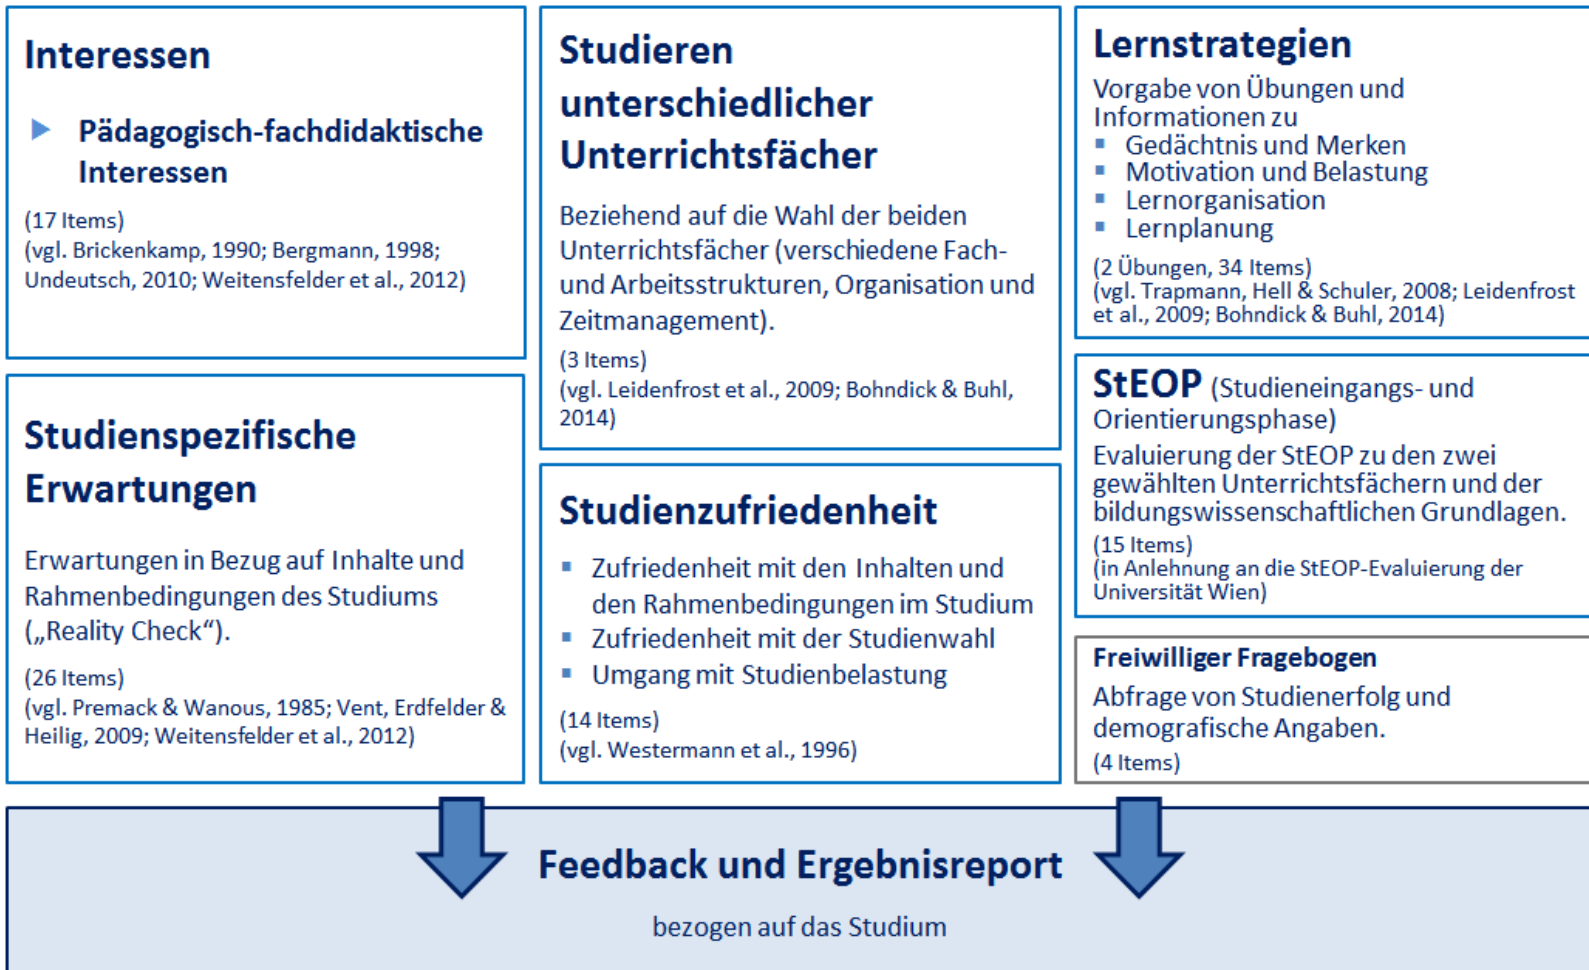 Interessen
Pädagogisch-fachdidaktische
Interessen
(17 Items)
(vgl. Brickenkamp, 1990; Bergmann, 1998;
Undeutsch, 2010; Weitensfelder et al., 2012)
Studienspezifische
Erwartungen
Erwartungen in Bezug auf Inhalte und
Rahmenbedingungen des Studiums
(„Reality Check“).
(26 Items)
(vgl. Premack & Wanous, 1985; Vent, Erdfelder &
Heilig, 2009; Weitensfelder et al., 2012)
Studieren
unterschiedlicher
Unterrichtsfächer
Beziehend auf die Wahl der beiden
Unterrichtsfächer (verschiedene Fach-
und Arbeitsstrukturen, Organisation und
Zeitmanagement).
(3 Items)
(vgl. Leidenfrost et al., 2009; Bohndick & Buhl,
2014)
Studienzufriedenheit
▪ Zufriedenheit mit den Inhalten und
den Rahmenbedingungen im Studium
▪ Zufriedenheit mit der Studienwahl
▪ Umgang mit Studienbelastung
(14 Items)
(vgl. Westermann et al., 1996)
Lernstrategien
Vorgabe von Übungen und
Informationen zu
▪ Gedächtnis und Merken
▪ Motivation und Belastung
▪ Lernorganisation
▪ Lernplanung
(2 Übungen, 34 Items)
(vgl. Trapmann, Hell & Schuler, 2008; Leidenfrost
et al., 2009; Bohndick & Buhl, 2014)
StEOP (Studieneingangs- und
Orientierungsphase)
Evaluierung der StEOP zu den zwei
gewählten Unterrichtsfächern und der
bildungswissenschaftlichen Grundlagen.
(15 Items)
(in Anlehnung an die StEOP-Evaluierung der
Universität Wien)
Freiwilliger Fragebogen
Abfrage von Studienerfolg und
demografische Angaben.
(4 Items)
Feedback und Ergebnisreport
bezogen auf das Studium